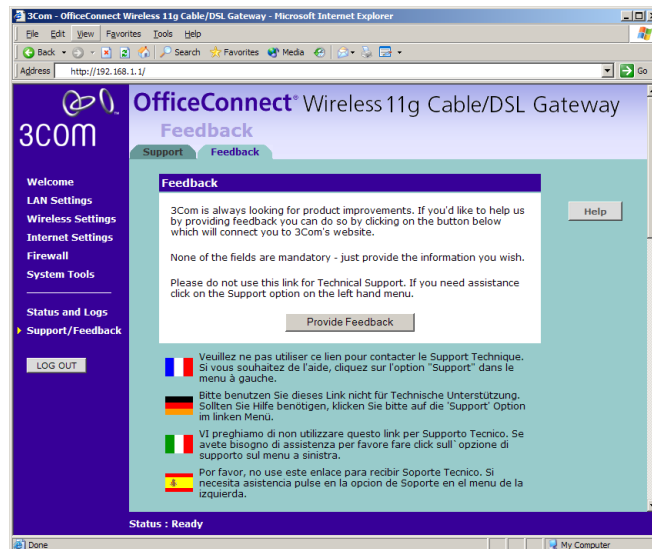 3Com - OfficeConnect Wireless 11g Cable/DSL Gateway - Microsoft Internet Explorer
File Edit View Favorites Tools Help
Back Search Favorites Media
Address http://192.168.1.1/ Go
3COM
OfficeConnect® Wireless 11g Cable/DSL Gateway
Feedback
Support Feedback
Welcome
LAN Settings
Wireless Settings
Internet Settings
Firewall
System Tools
Status and Logs
Support/Feedback
LOG OUT
Feedback
3Com is always looking for product improvements. If you'd like to help us
by providing feedback you can do so by clicking on the button below
which will connect you to 3Com's website.
None of the fields are mandatory - just provide the information you wish.
Please do not use this link for Technical Support. If you need assistance
click on the Support option on the left hand menu.
Provide Feedback
Help
Veuillez ne pas utiliser ce lien pour contacter le Support Technique.
Si vous souhaitez de l'aide, cliquez sur l'option "Support" dans le
menu à gauche.
Bitte benutzen Sie dieses Link nicht für Technische Unterstützung.
Sollten Sie Hilfe benötigen, klicken Sie bitte auf die 'Support' Option
im linken Menü.
VI preghiamo di non utilizzare questo link per Supporto Tecnico. Se
avete bisogno di assistenza per favore fare click sull`opzione di
supporto sul menu a sinistra.
Por favor, no use este enlace para recibir Soporte Tecnico. Si
necesita asistencia pulse en la opcion de Soporte en el menu de la
izquierda.
Status : Ready
Done My Computer